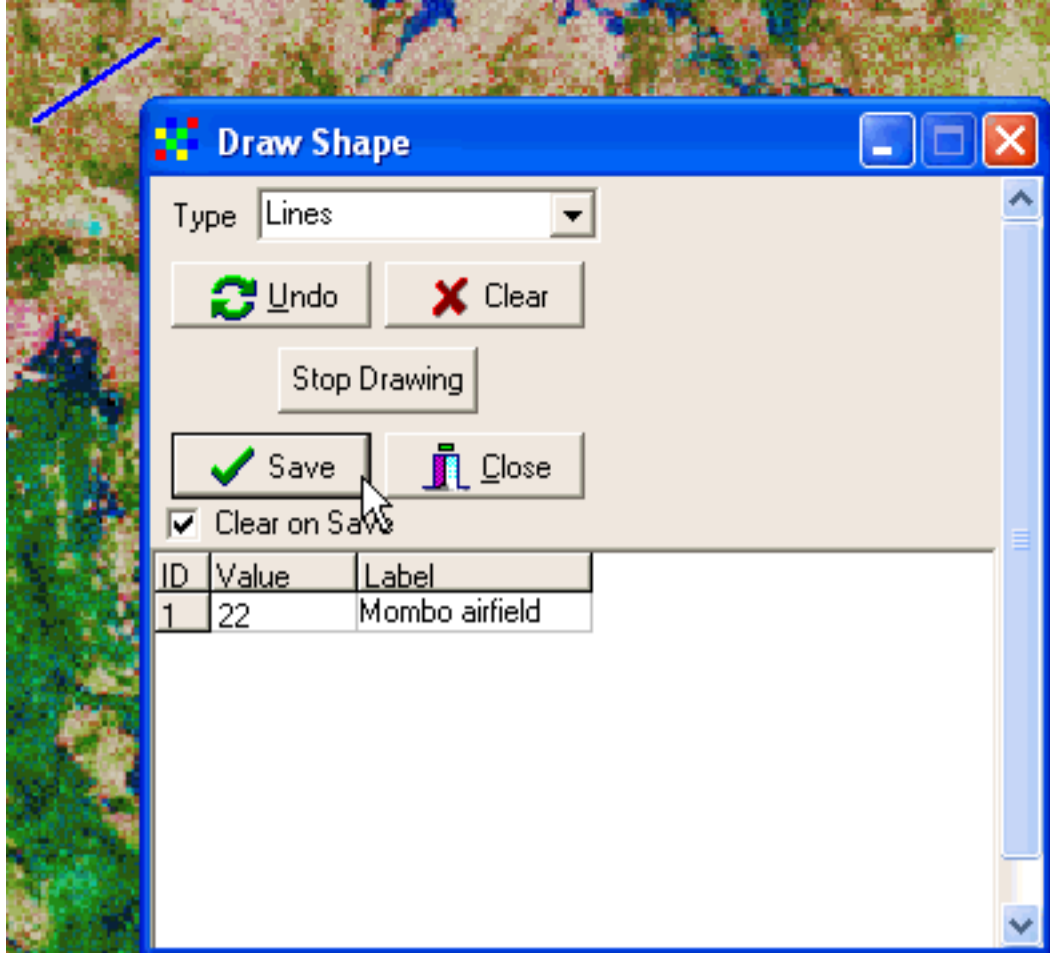 Draw Shape
Type Lines
Undo Clear
Stop Drawing
Save Close
Clear on Save
ID Value Label
1 22 Mombo airfield